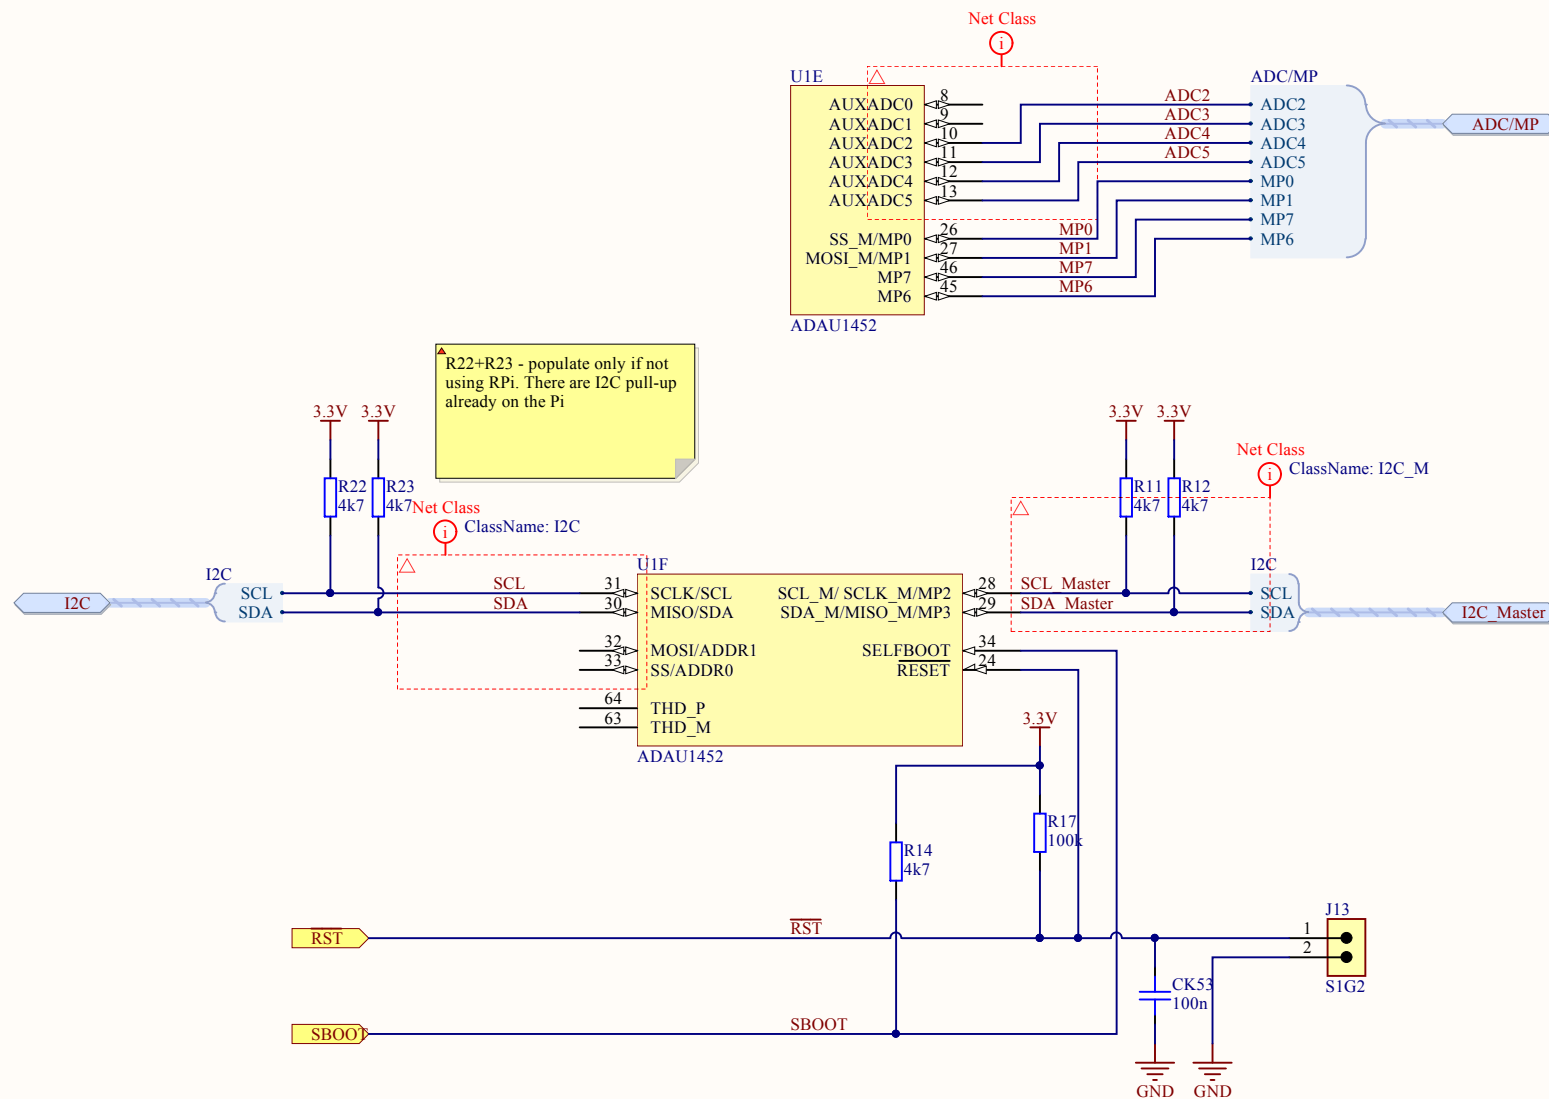 Net Class
i
U1E
ADC/MP
AUXADC0
8
AUXADC1
9
AUXADC2
10
AUXADC3
11
AUXADC4
12
AUXADC5
13
SS_M/MP0
26
MOSI_M/MP1
27
MP7
46
MP6
45
ADAU1452
ADC2
ADC3
ADC4
ADC5
MP0
MP1
MP7
MP6
ADC2
ADC3
ADC4
ADC5
MP0
MP1
MP7
MP6
ADC/MP
R22+R23 - populate only if not
using RPi. There are I2C pull-up
already on the Pi
3.3V
3.3V
R22
4k7
R23
4k7
Net Class
i
ClassName: I2C
3.3V
3.3V
R11
4k7
R12
4k7
Net Class
i
ClassName: I2C_M
I2C
I2C
SCL
SDA
SCL
SDA
U1F
31
SCLK/SCL
30
MISO/SDA
32
MOSI/ADDR1
33
SS/ADDR0
64
THD_P
63
THD_M
SCL_M/ SCLK_M/MP2
28
SDA_M/MISO_M/MP3
29
SELFBOOT
34
RESET
24
ADAU1452
SCL_Master
SDA_Master
I2C
SCL
SDA
I2C_Master
3.3V
R17
100k
R14
4k7
RST
RST
J13
1
2
S1G2
CK53
100n
SBOOT
SBOOT
GND
GND